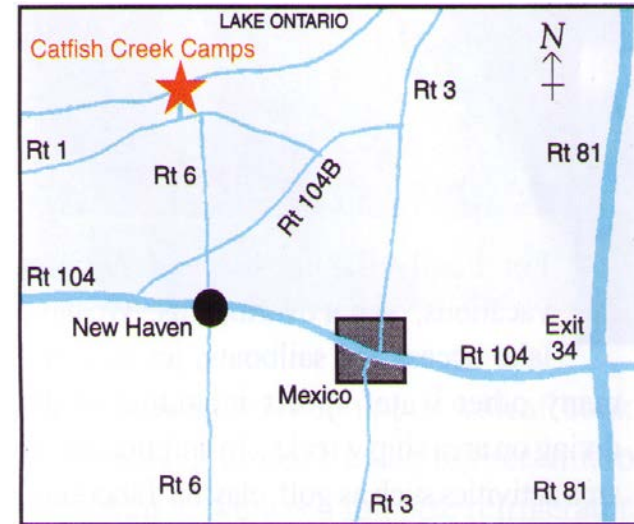 LAKE ONTARIO
Catfish Creek Camps
N
Rt 3
Rt 1
Rt 6
Rt 104B
Rt 81
Rt 104
New Haven
Exit
34
Rt 104
Mexico
Rt 6
Rt 3
Rt 81